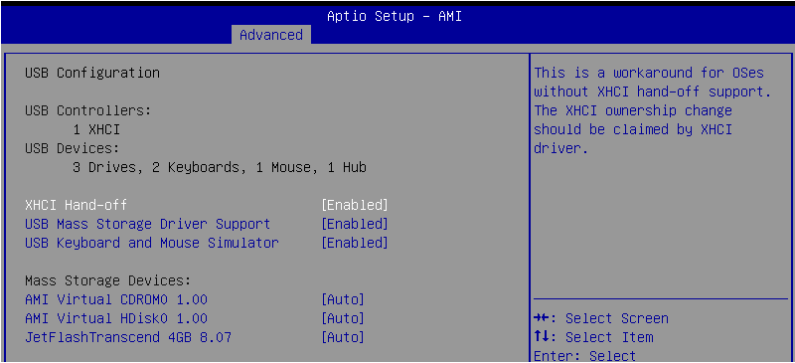 Aptio Setup – AMI
Advanced
USB Configuration
USB Controllers:
1 XHCI
USB Devices:
3 Drives, 2 Keyboards, 1 Mouse, 1 Hub
XHCI Hand-off [Enabled]
USB Mass Storage Driver Support [Enabled]
USB Keyboard and Mouse Simulator [Enabled]
Mass Storage Devices:
AMI Virtual CDROM0 1.00 [Auto]
AMI Virtual HDisk0 1.00 [Auto]
JetFlashTranscend 4GB 8.07 [Auto]
This is a workaround for OSes
without XHCI hand-off support.
The XHCI ownership change
should be claimed by XHCI
driver.
→←: Select Screen
↑↓: Select Item
Enter: Select